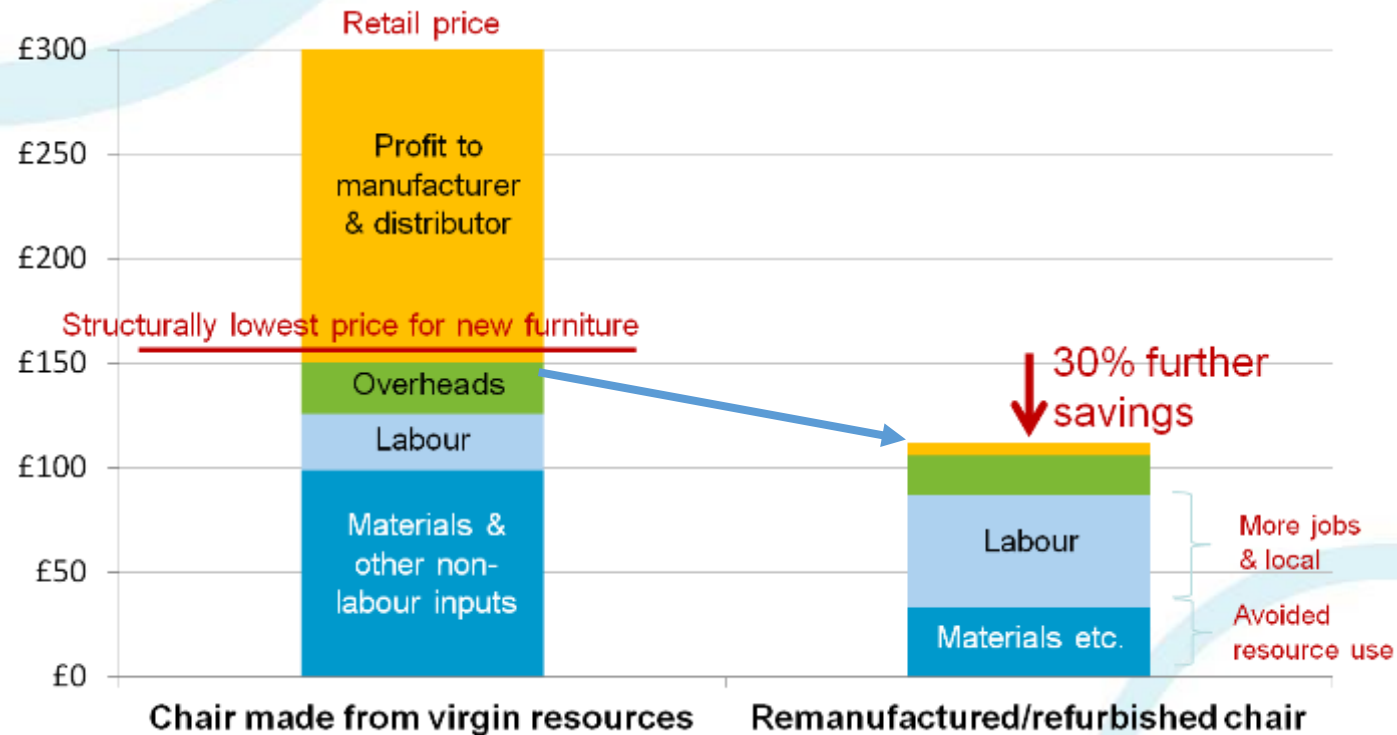 Retail price
£300
£250
£200
£150
£100
£50
£0
Profit to
manufacturer
& distributor
Structurally lowest price for new furniture
Overheads
Labour
Materials &
other non-
labour inputs
30% further
savings
Labour
Materials etc.
More jobs
& local
Avoided
resource use
Chair made from virgin resources
Remanufactured/refurbished chair